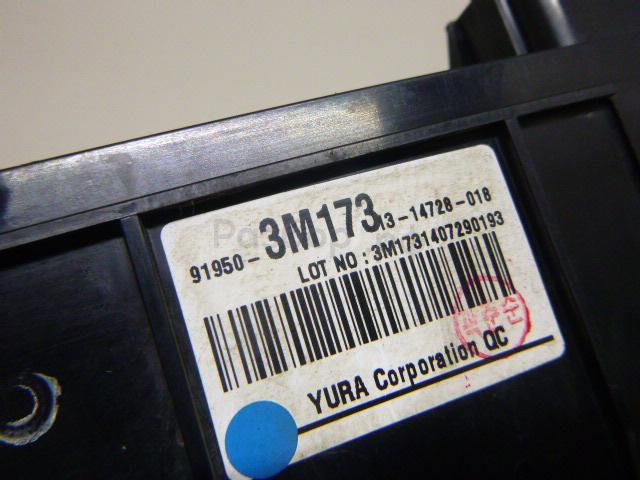 91950-3M173 13-14728-018
LOT NO : 3M1731407290193
YURA Corporation QC